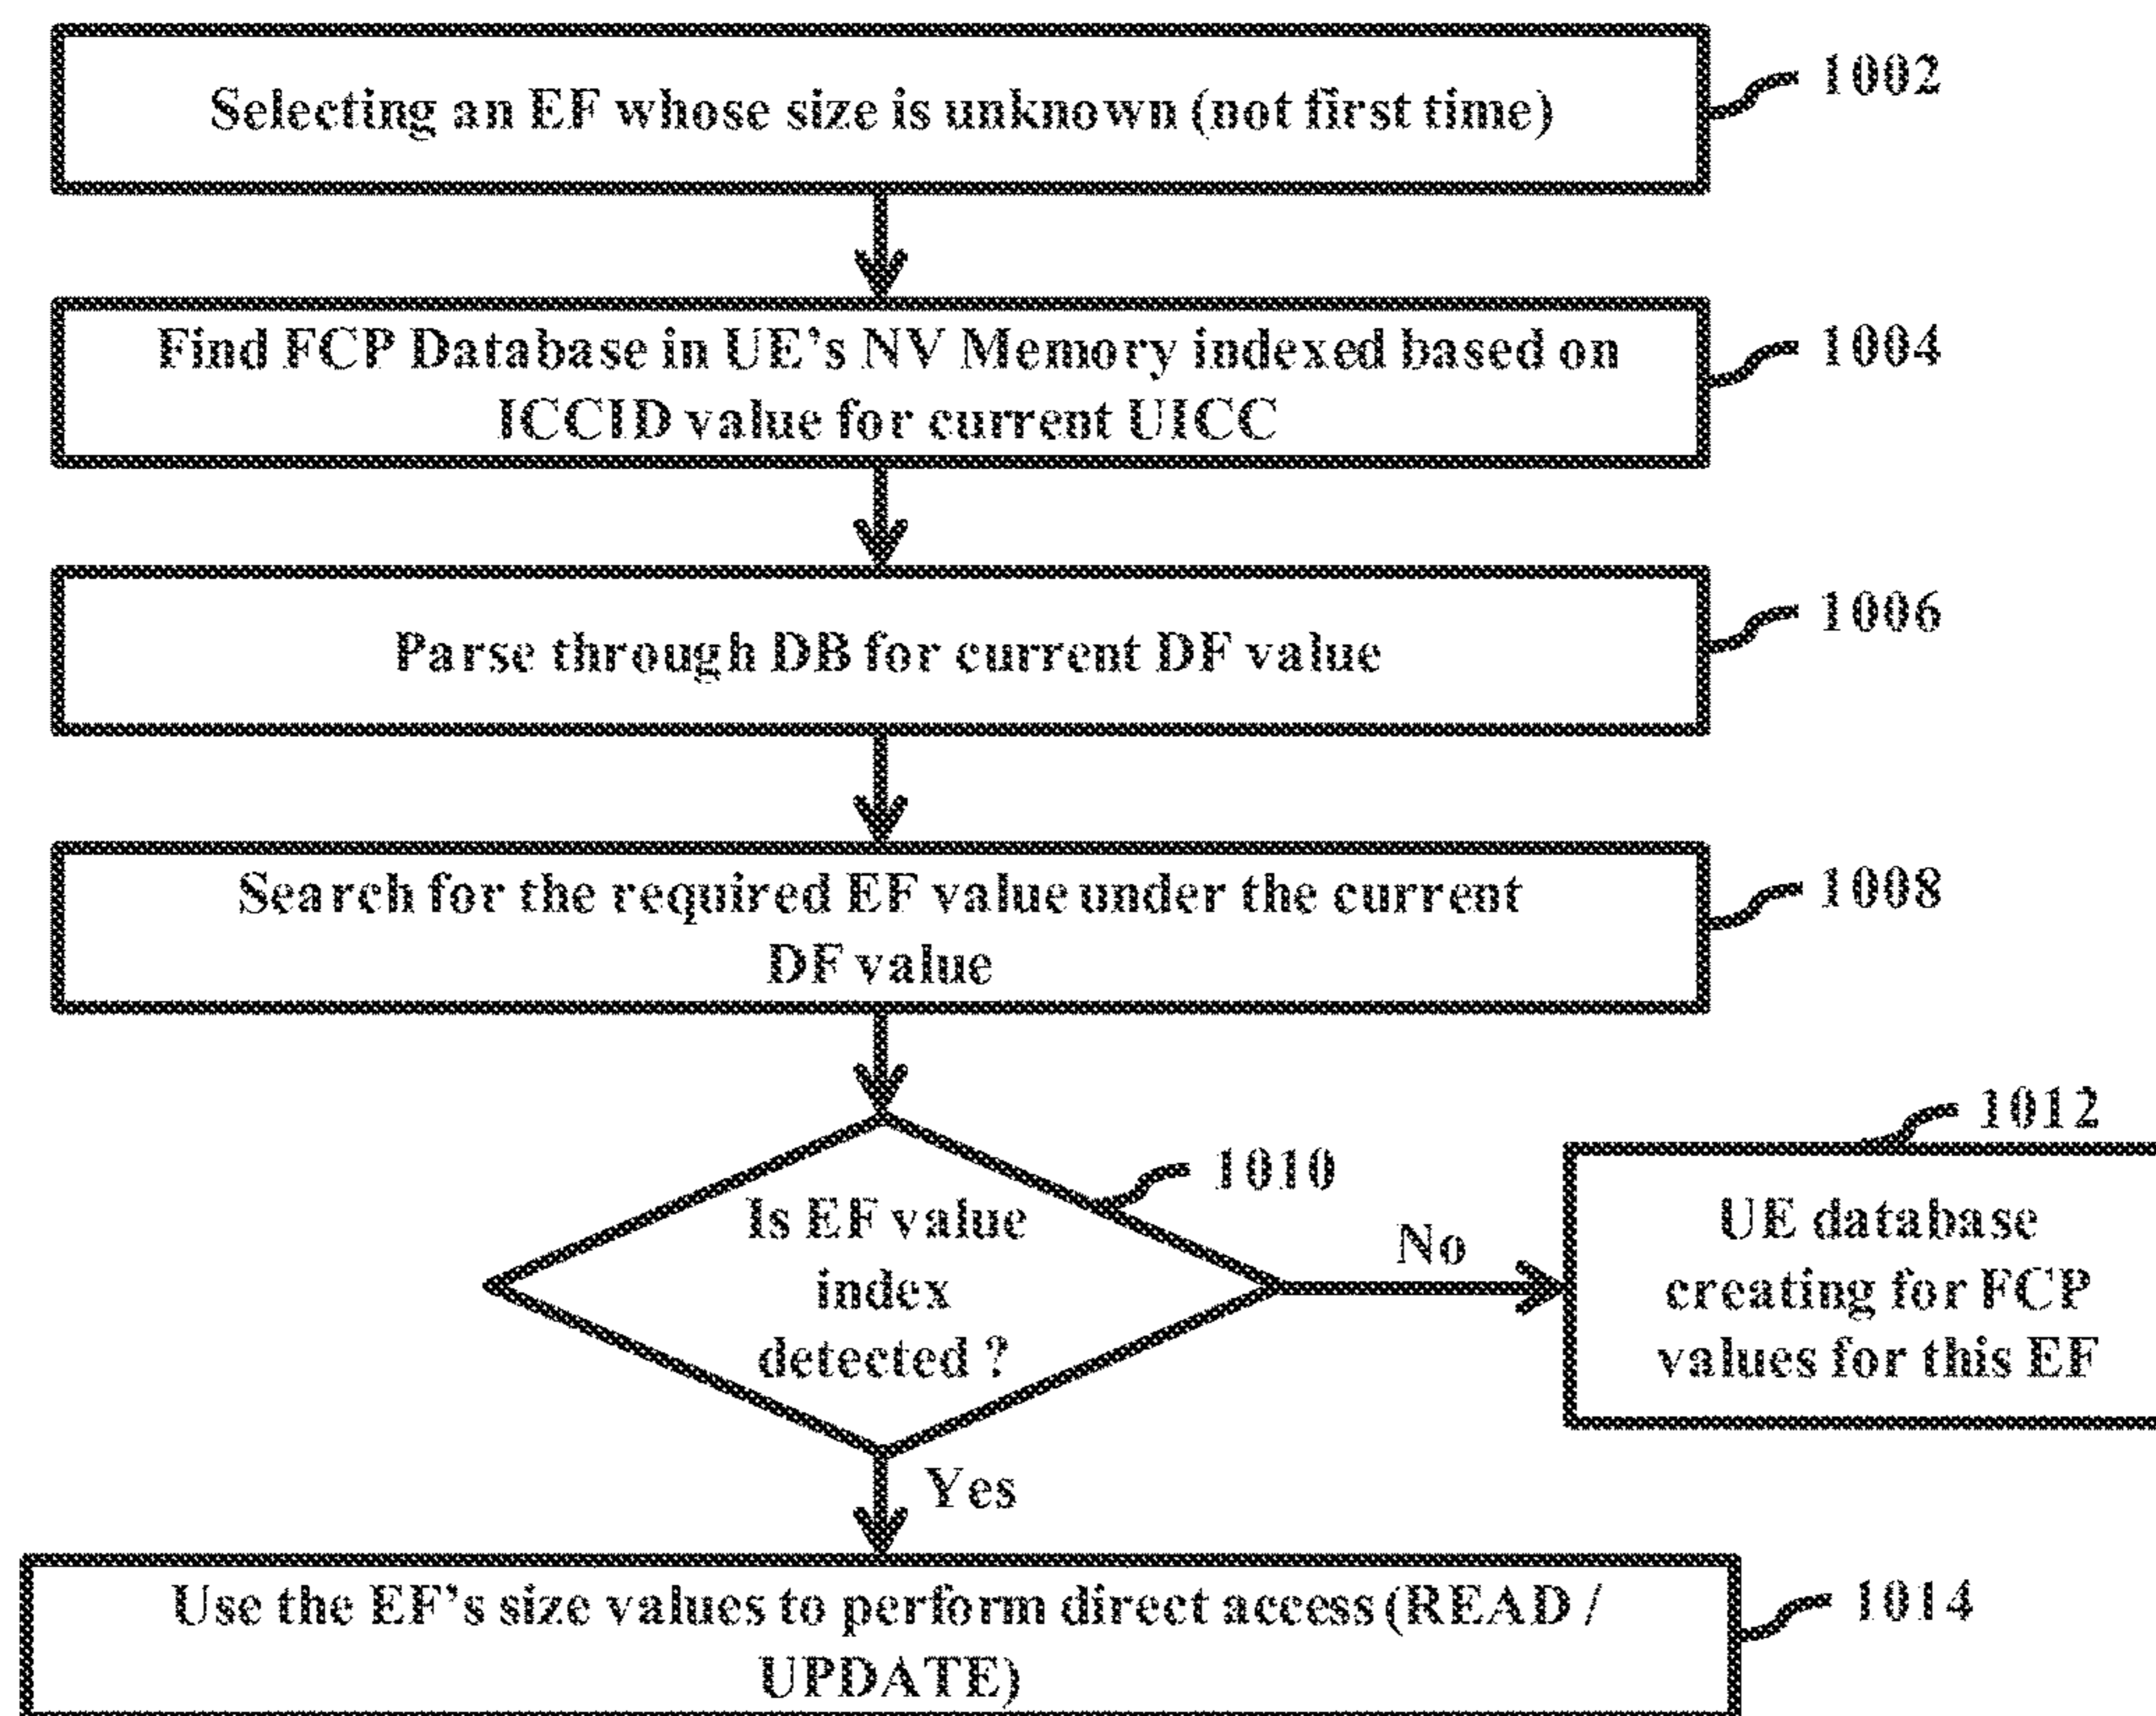 Selecting an EF whose size is unknown (not first time)
1002
Find FCP Database in UE's NV Memory indexed based on
ICCID value for current UICC
1004
Parse through DB for current DF value
1006
Search for the required EF value under the current
DF value
1008
Is EF value
index
detected ?
1010
No
1012
UE database
creating for FCP
values for this EF
Yes
Use the EF's size values to perform direct access (READ /
UPDATE)
1014